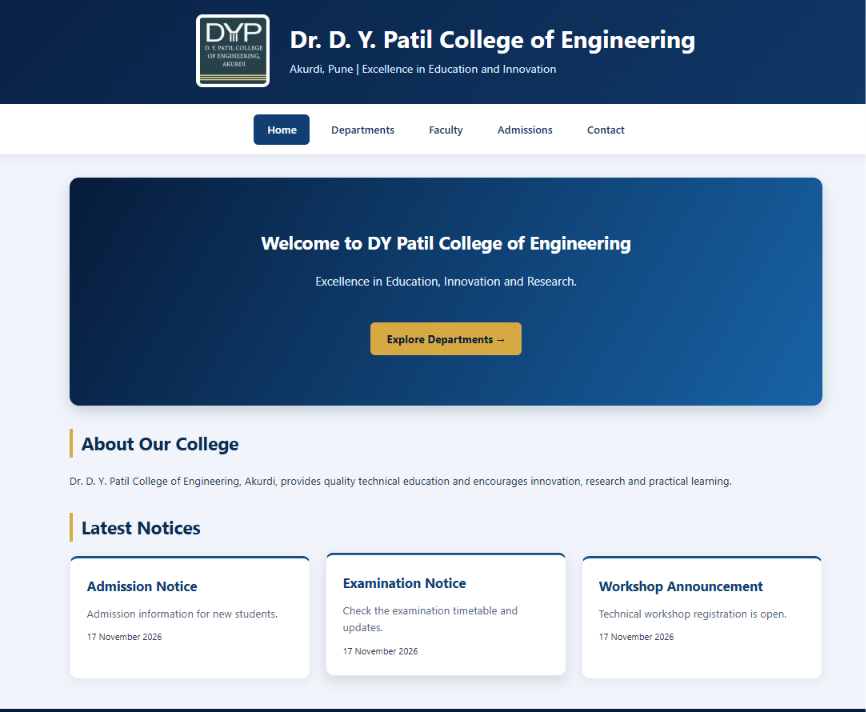 DYP
D. Y. PATIL COLLEGE
OF ENGINEERING,
AKURDI
Dr. D. Y. Patil College of Engineering
Akurdi, Pune | Excellence in Education and Innovation
Home Departments Faculty Admissions Contact
Welcome to DY Patil College of Engineering
Excellence in Education, Innovation and Research.
Explore Departments →
About Our College
Dr. D. Y. Patil College of Engineering, Akurdi, provides quality technical education and encourages innovation, research and practical learning.
Latest Notices
Admission Notice
Admission information for new students.
17 November 2026
Examination Notice
Check the examination timetable and
updates.
17 November 2026
Workshop Announcement
Technical workshop registration is open.
17 November 2026